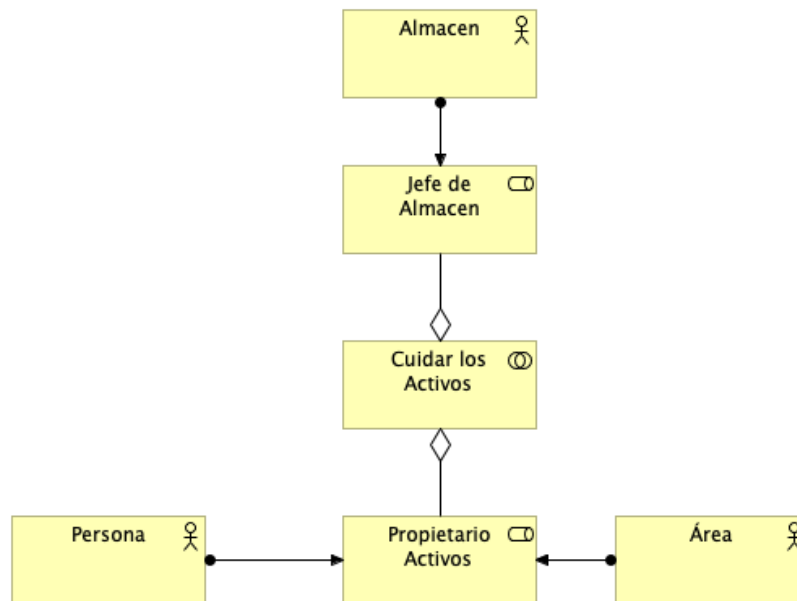 Almacen
Jefe de
Almacen
Cuidar los
Activos
Persona
Propietario
Activos
Área